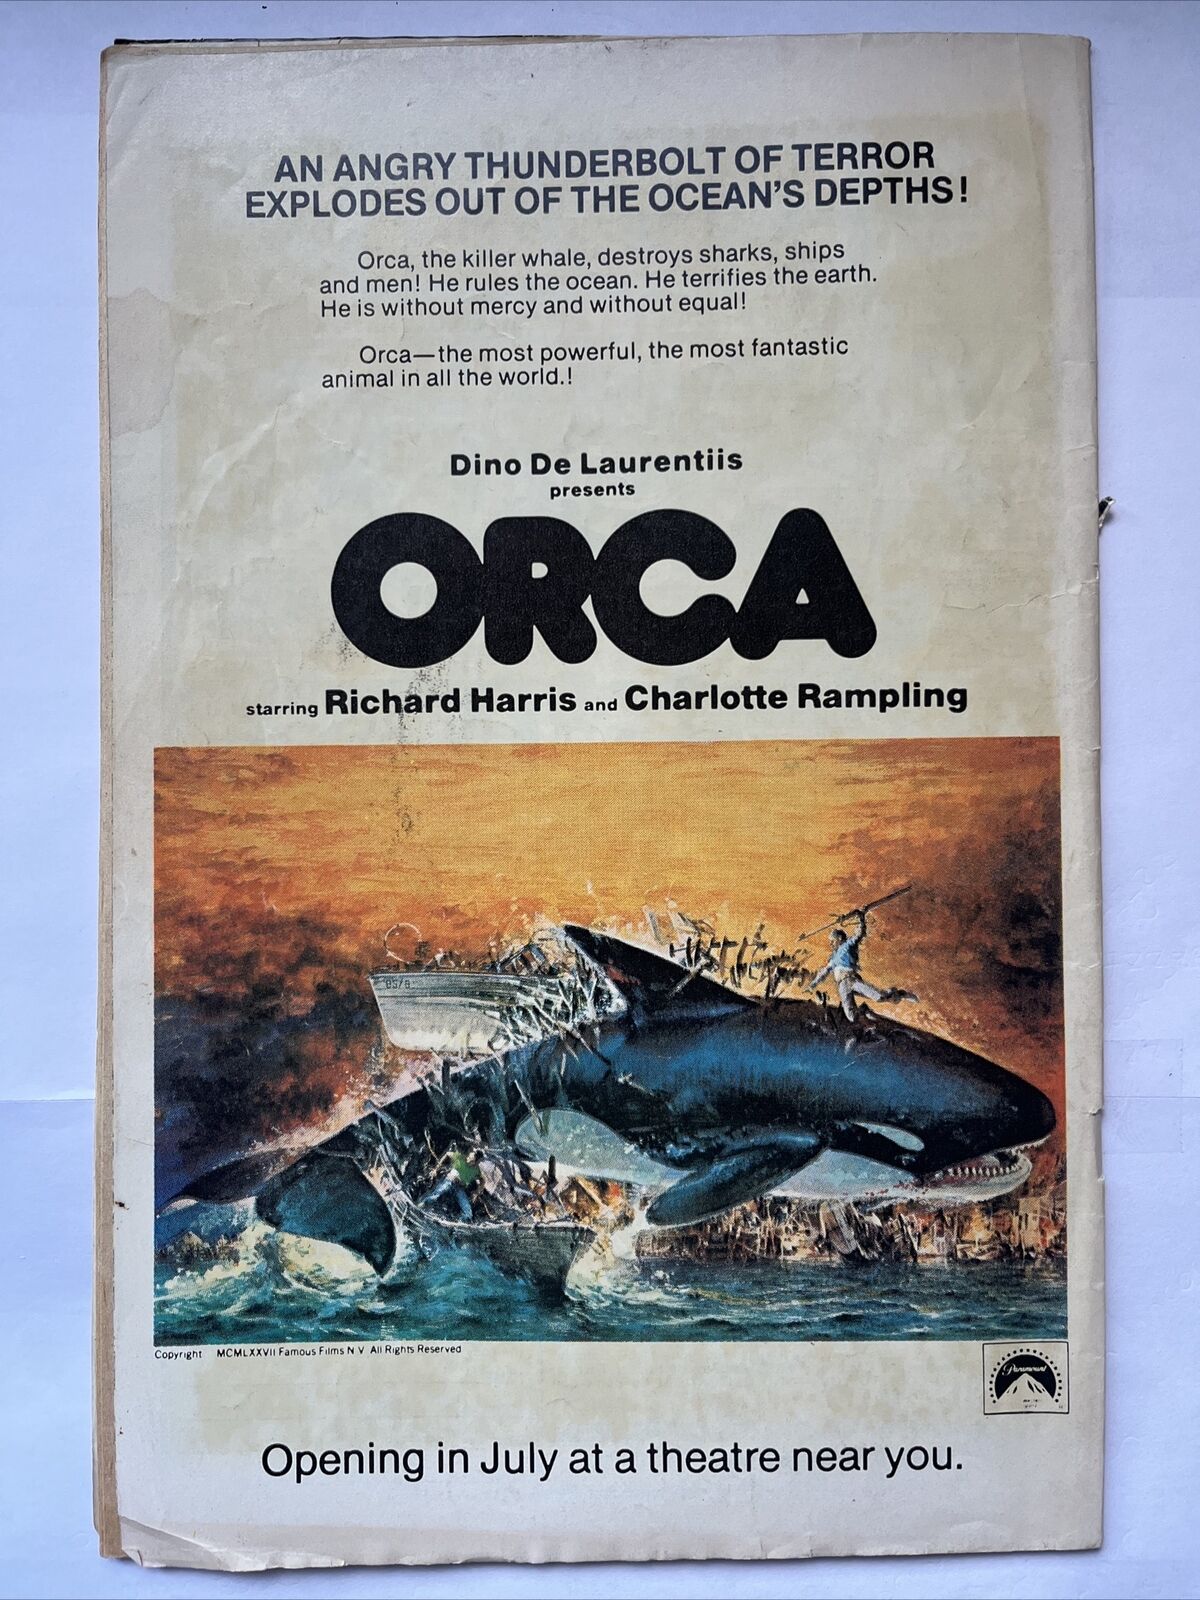 AN ANGRY THUNDERBOLT OF TERROR
EXPLODES OUT OF THE OCEAN'S DEPTHS!
Orca, the killer whale, destroys sharks, ships
and men! He rules the ocean. He terrifies the earth.
He is without mercy and without equal!
Orca—the most powerful, the most fantastic
animal in all the world.!
Dino De Laurentiis
presents
ORCA
starring Richard Harris and Charlotte Rampling
Copyright MCMLXXVII Famous Films N V All Rights Reserved
Paramount
Opening in July at a theatre near you.